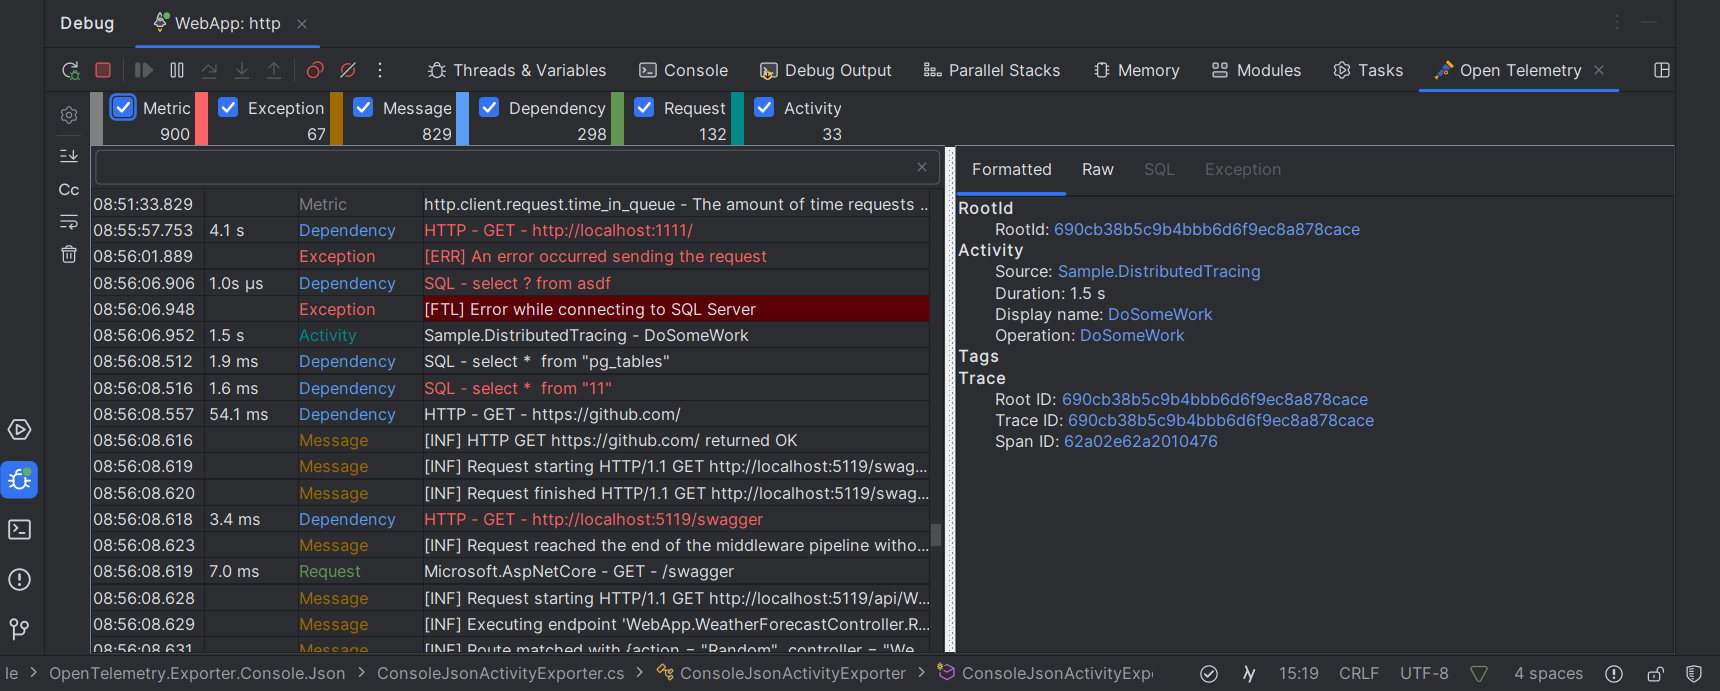 Debug WebApp: http
Threads & Variables Console Debug Output Parallel Stacks Memory Modules Tasks Open Telemetry
Metric Exception Message Dependency Request Activity
900 67 829 298 132 33
Cc
08:51:33.829 Metric http.client.request.time_in_queue - The amount of time requests ..
08:55:57.753 4.1 s Dependency HTTP - GET - http://localhost:1111/
08:56:01.889 Exception [ERR] An error occurred sending the request
08:56:06.906 1.0s µs Dependency SQL - select ? from asdf
08:56:06.948 Exception [FTL] Error while connecting to SQL Server
08:56:06.952 1.5 s Activity Sample.DistributedTracing - DoSomeWork
08:56:08.512 1.9 ms Dependency SQL - select * from "pg_tables"
08:56:08.516 1.6 ms Dependency SQL - select * from "11"
08:56:08.557 54.1 ms Dependency HTTP - GET - https://github.com/
08:56:08.616 Message [INF] HTTP GET https://github.com/ returned OK
08:56:08.619 Message [INF] Request starting HTTP/1.1 GET http://localhost:5119/swag...
08:56:08.620 Message [INF] Request finished HTTP/1.1 GET http://localhost:5119/swag...
08:56:08.618 3.4 ms Dependency HTTP - GET - http://localhost:5119/swagger
08:56:08.623 Message [INF] Request reached the end of the middleware pipeline witho...
08:56:08.619 7.0 ms Request Microsoft.AspNetCore - GET - /swagger
08:56:08.628 Message [INF] Request starting HTTP/1.1 GET http://localhost:5119/api/W...
08:56:08.629 Message [INF] Executing endpoint 'WebApp.WeatherForecastController.R...
08:56:08.631 Message [INF] Route matched with {action = "Random", controller = "We
Formatted Raw SQL Exception
RootId
RootId: 690cb38b5c9b4bbb6d6f9ec8a878cace
Activity
Source: Sample.DistributedTracing
Duration: 1.5 s
Display name: DoSomeWork
Operation: DoSomeWork
Tags
Trace
Root ID: 690cb38b5c9b4bbb6d6f9ec8a878cace
Trace ID: 690cb38b5c9b4bbb6d6f9ec8a878cace
Span ID: 62a02e62a2010476
le > OpenTelemetry.Exporter.Console.Json > ConsoleJsonActivityExporter.cs > ConsoleJsonActivityExporter > ConsoleJsonActivityExp 15:19 CRLF UTF-8 4 spaces